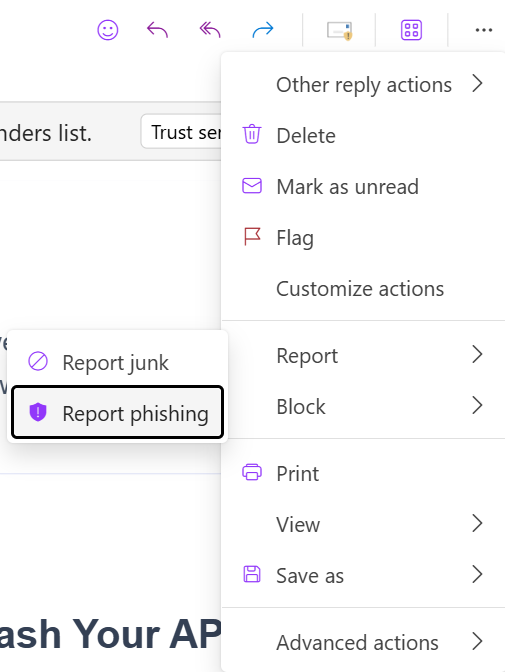 Other reply actions
nders list.
Trust ser
Delete
Mark as unread
Flag
Customize actions
Report
Report junk
Report phishing
Block
Print
View
Save as
ash Your AP
Advanced actions